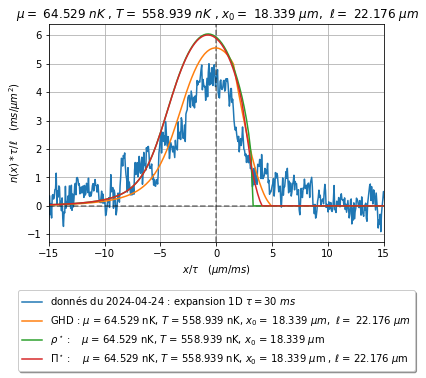 μ = 64.529 nK , T = 558.939 nK , x₀ = 18.339 μm, ℓ = 22.176 μm
n(x) * τ/ℓ (ms/μm²)
6
5
4
3
2
1
0
−1
−15 −10 −5 0 5 10 15
x/τ (μm/ms)
donnés du 2024-04-24 : expansion 1D τ = 30 ms
GHD : μ = 64.529 nK, T = 558.939 nK, x₀ = 18.339 μm, ℓ = 22.176 μm
ρ* : μ = 64.529 nK, T = 558.939 nK, x₀ = 18.339 μm
Π* : μ = 64.529 nK, T = 558.939 nK, x₀ = 18.339 μm , ℓ = 22.176 μm